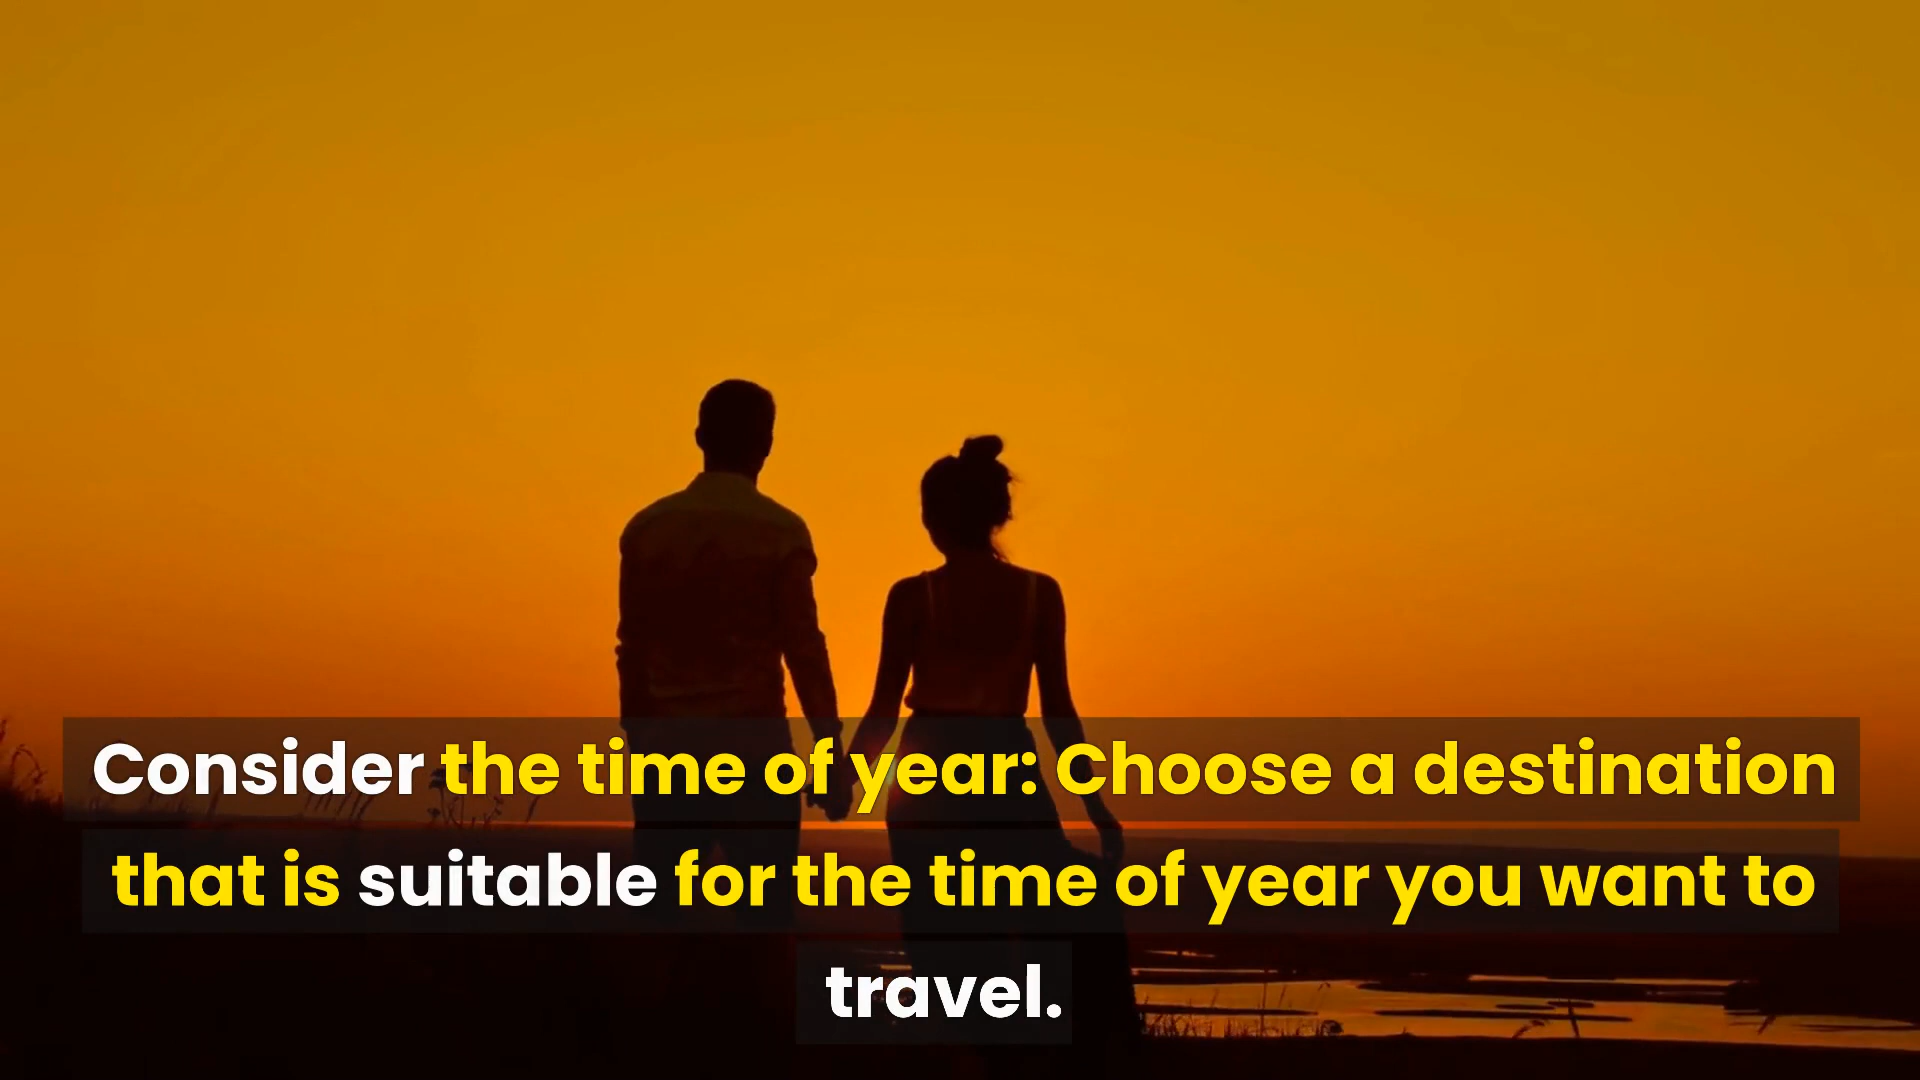 Consider the time of year: Choose a destination
that is suitable for the time of year you want to
travel.